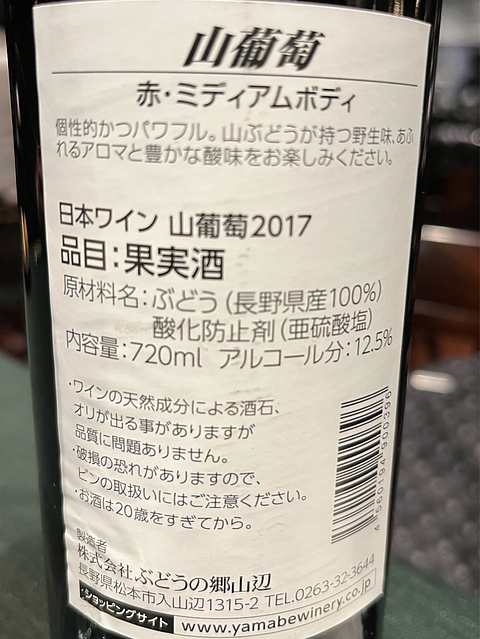 山葡萄
赤・ミディアムボディ
個性的かつパワフル。山ぶどうが持つ野生味、あふ
れるアロマと豊かな酸味をお楽しみください。
日本ワイン 山葡萄2017
品目：果実酒
原材料名：ぶどう（長野県産100%）
酸化防止剤（亜硫酸塩）
内容量：720ml アルコール分：12.5%
・ワインの天然成分による酒石、
オリが出る事がありますが
品質に問題ありません。
・破損の恐れがありますので、
ビンの取扱いにはご注意ください。
・お酒は20歳をすぎてから。
4 560194 900396
製造者
株式会社 ぶどうの郷山辺
長野県松本市入山辺1315-2 TEL.0263-32-3644
・ショッピングサイト www.yamabewinery.co.jp